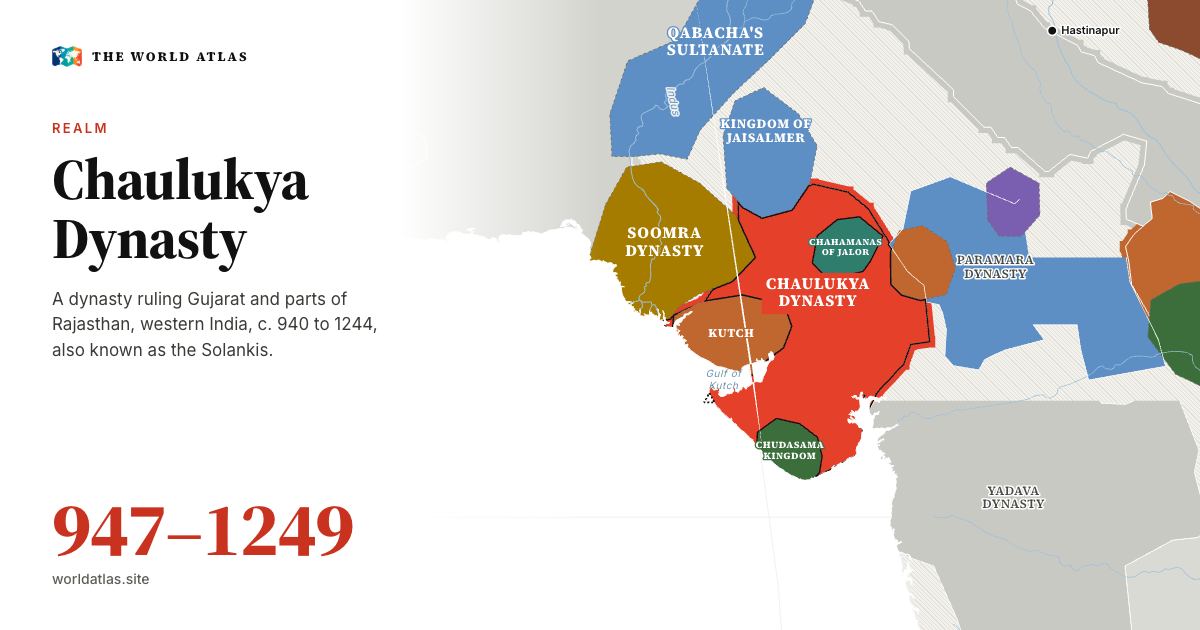 THE WORLD ATLAS
REALM
Chaulukya
Dynasty
A dynasty ruling Gujarat and parts of
Rajasthan, western India, c. 940 to 1244,
also known as the Solankis.
947–1249
worldatlas.site
Hastinapur
QABACHA'S
SULTANATE
Indus
KINGDOM OF
JAISALMER
SOOMRA
DYNASTY
CHAHAMANAS
OF JALOR
PARAMARA
DYNASTY
CHAULUKYA
DYNASTY
KUTCH
Gulf of
Kutch
CHUDASAMA
KINGDOM
YADAVA
DYNASTY